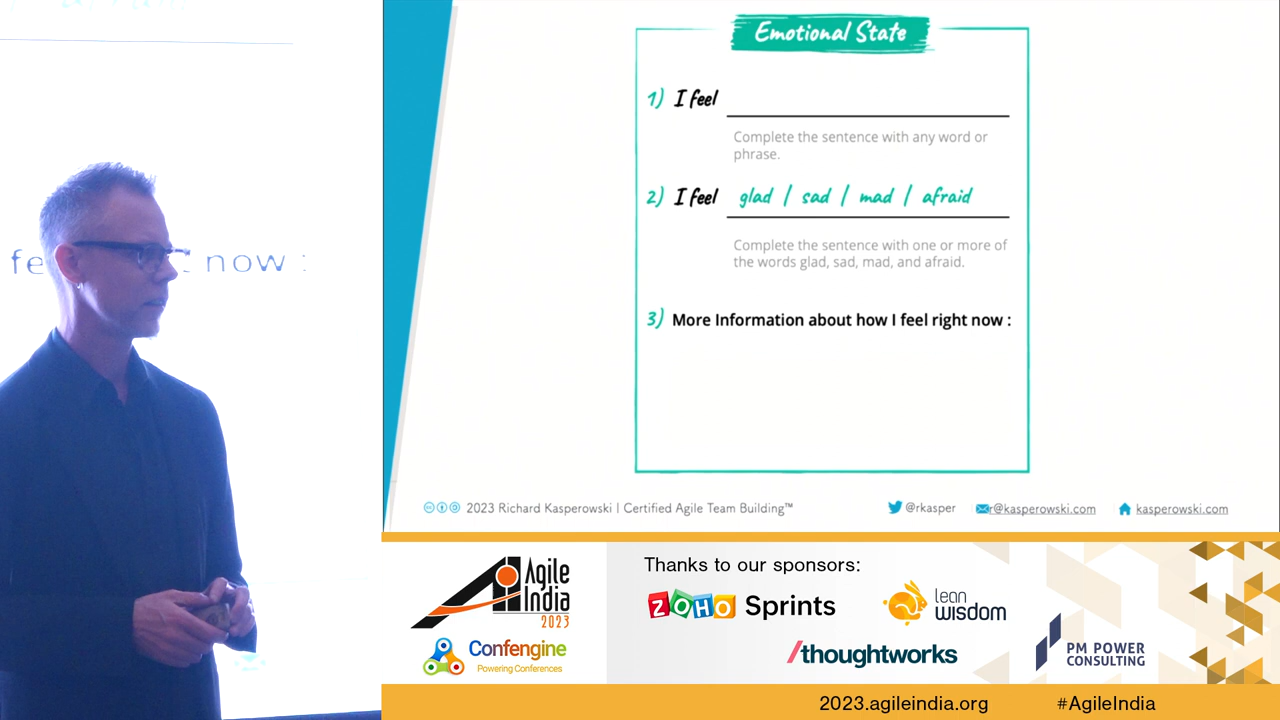 fe
now :
Emotional State
1) I feel
Complete the sentence with any word or
phrase.
2) I feel glad / sad / mad / afraid
Complete the sentence with one or more of
the words glad, sad, mad, and afraid.
3) More Information about how I feel right now :
2023 Richard Kasperowski | Certified Agile Team Building™
@rkasper
r@kasperowski.com
kasperowski.com
Agile
India
2023
Confengine
Powering Conferences
Thanks to our sponsors:
ZOHO Sprints
lean
wisdom
/thoughtworks
PM POWER
CONSULTING
2023.agileindia.org
#AgileIndia